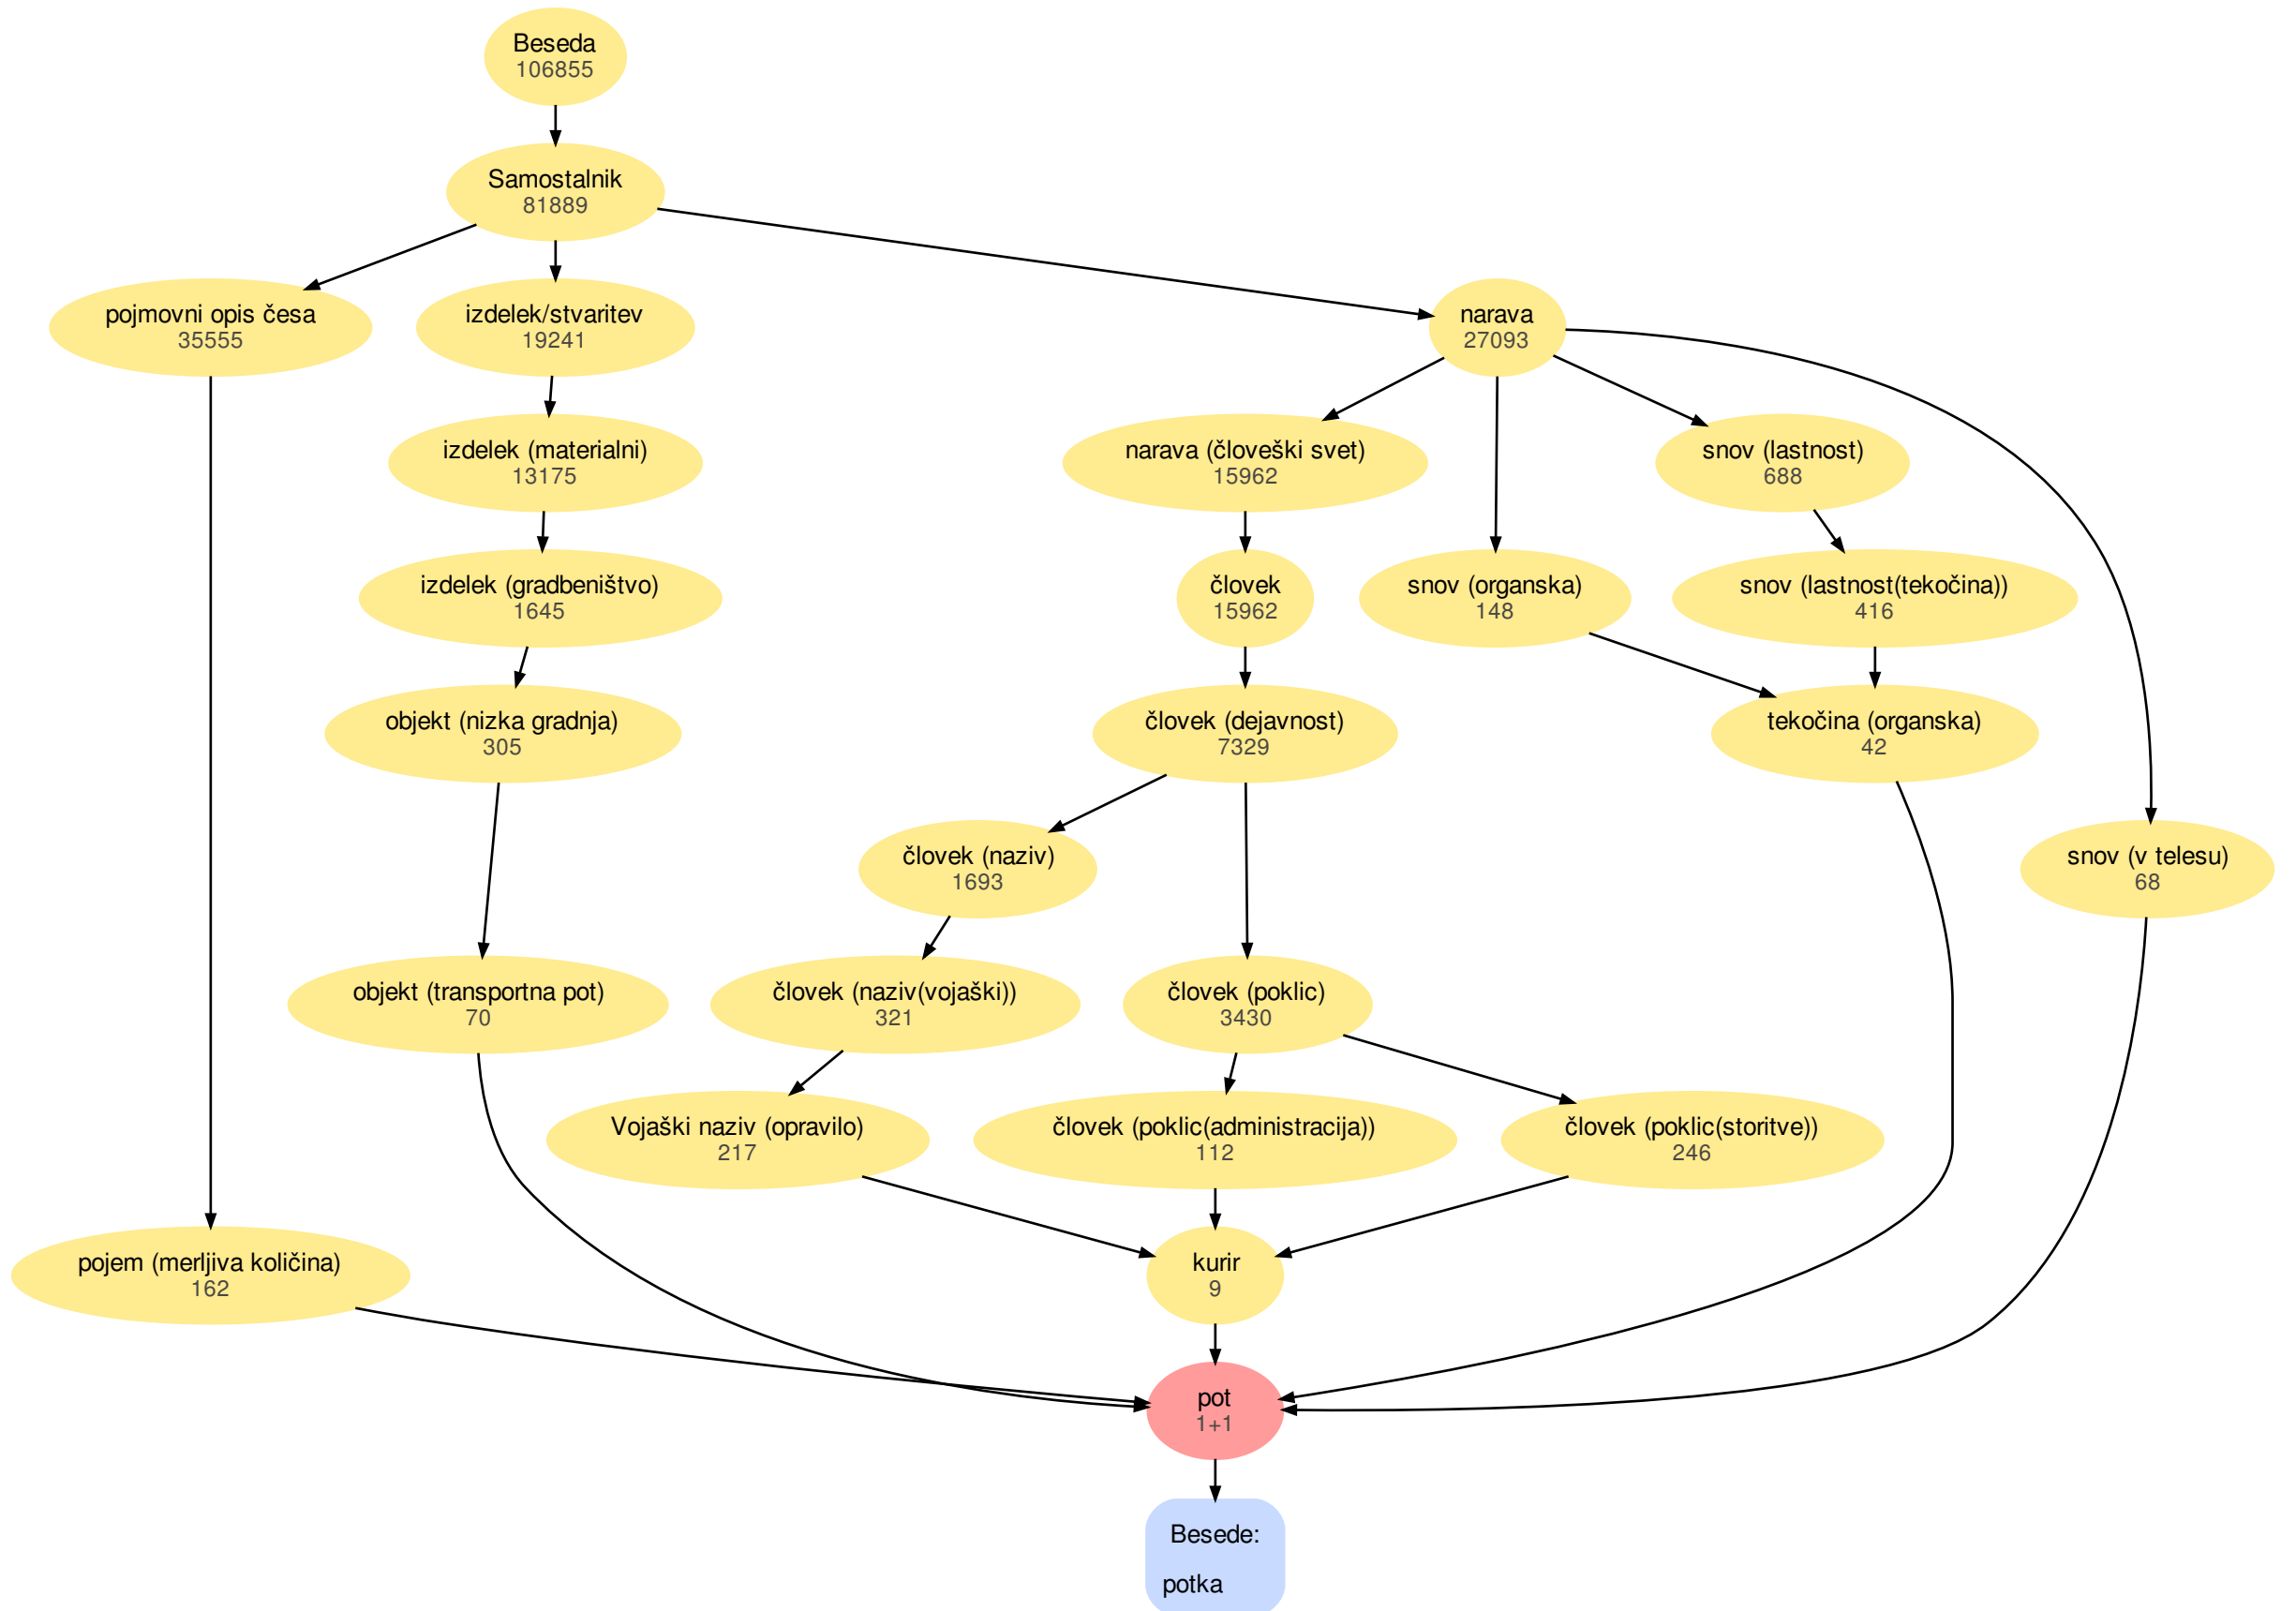 Beseda
106855
Samostalnik
81889
pojmovni opis česa
35555
izdelek/stvaritev
19241
narava
27093
izdelek (materialni)
13175
narava (človeški svet)
15962
snov (lastnost)
688
izdelek (gradbeništvo)
1645
človek
15962
snov (organska)
148
snov (lastnost(tekočina))
416
objekt (nizka gradnja)
305
človek (dejavnost)
7329
tekočina (organska)
42
človek (naziv)
1693
snov (v telesu)
68
objekt (transportna pot)
70
človek (naziv(vojaški))
321
človek (poklic)
3430
Vojaški naziv (opravilo)
217
človek (poklic(administracija))
112
človek (poklic(storitve))
246
pojem (merljiva količina)
162
kurir
9
pot
1+1
Besede:
potka